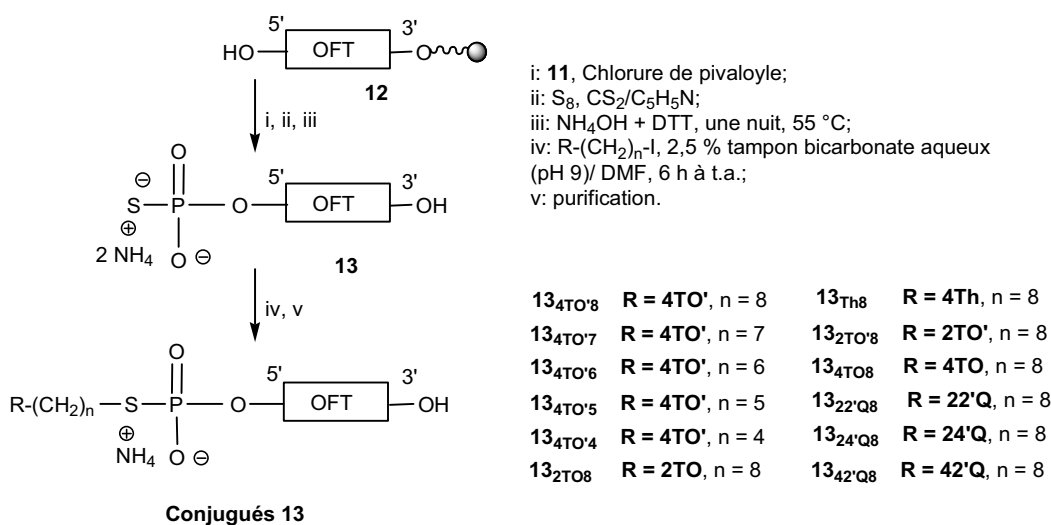 5' 3'
HO OFT O
12
i, ii, iii
i: 11, Chlorure de pivaloyle;
ii: S8, CS2/C5H5N;
iii: NH4OH + DTT, une nuit, 55 °C;
iv: R-(CH2)n-I, 2,5 % tampon bicarbonate aqueux
(pH 9)/ DMF, 6 h à t.a.;
v: purification.
O 5' 3'
⊖
S P O OFT OH
⊕
2 NH4 O ⊖
13
iv, v
O 5' 3'
R-(CH2)n S P O OFT OH
⊕
NH4 O ⊖
Conjugués 13
134TO'8 R = 4TO', n = 8 13Th8 R = 4Th, n = 8
134TO'7 R = 4TO', n = 7 132TO'8 R = 2TO', n = 8
134TO'6 R = 4TO', n = 6 134TO8 R = 4TO, n = 8
134TO'5 R = 4TO', n = 5 1322'Q8 R = 22'Q, n = 8
134TO'4 R = 4TO', n = 4 1324'Q8 R = 24'Q, n = 8
132TO8 R = 2TO, n = 8 1342'Q8 R = 42'Q, n = 8